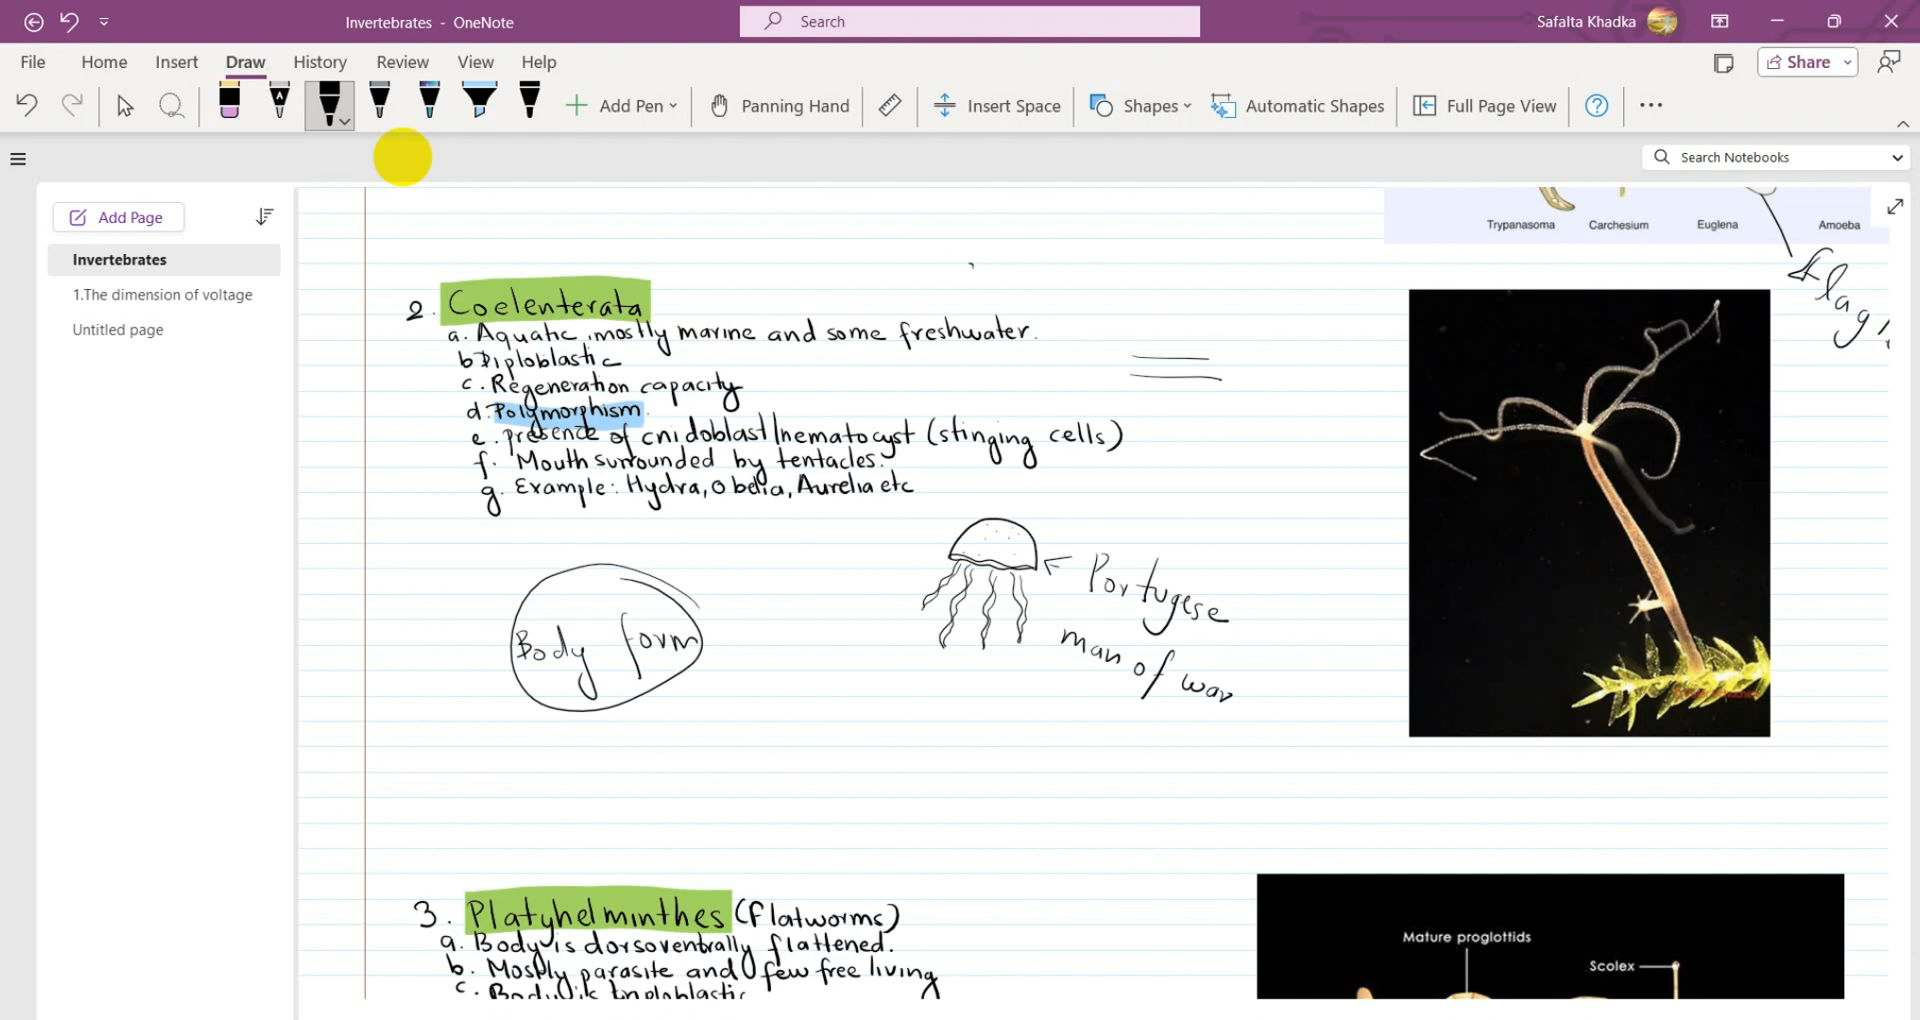 Invertebrates - OneNote
Search
Safalta Khadka
File Home Insert Draw History Review View Help
Share
A
Add Pen
Panning Hand
Insert Space
Shapes
Automatic Shapes
Full Page View
Search Notebooks
Add Page
Invertebrates
1.The dimension of voltage
Untitled page
Trypanasoma Carchesium Euglena Amoeba
2. Coelenterata
a. Aquatic, mostly marine and some freshwater.
b. Diploblastic
c. Regeneration capacity
d. Polymorphism.
e. presence of cnidoblast/nematocyst (stinging cells)
f. Mouth surrounded by tentacles.
g. Example: Hydra, Obelia, Aurelia etc
Body form
Portugese
man of war
3. Platyhelminthes (flatworms)
a. Body is dorsoventrally flattened.
b. Mostly parasite and few free living
c. Body is triploblastic
Mature proglottids
Scolex